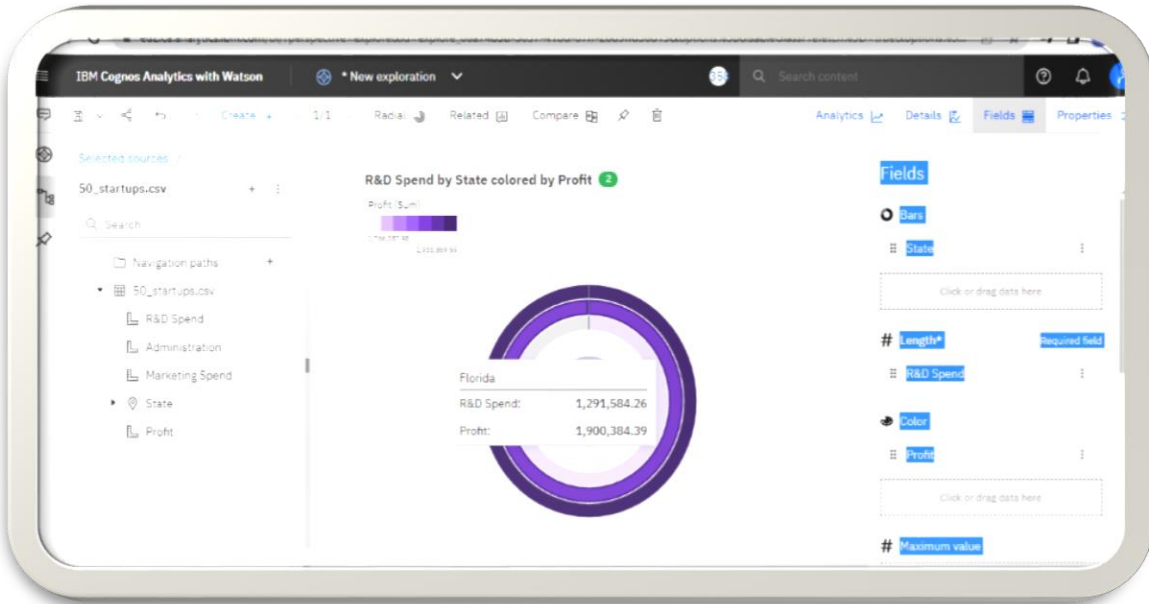 IBM Cognos Analytics with Watson
* New exploration
Search content
Create
1/1
Radial
Related
Compare
Analytics
Details
Fields
Properties
Selected sources /
50_startups.csv
Search
Navigation paths
50_startups.csv
R&D Spend
Administration
Marketing Spend
State
Profit
R&D Spend by State colored by Profit 2
Profit (Sum)
Florida
R&D Spend: 1,291,584.26
Profit: 1,900,384.39
Fields
Bars
State
Click or drag data here
# Length* Required field
R&D Spend
Color
Profit
Click or drag data here
# Maximum value